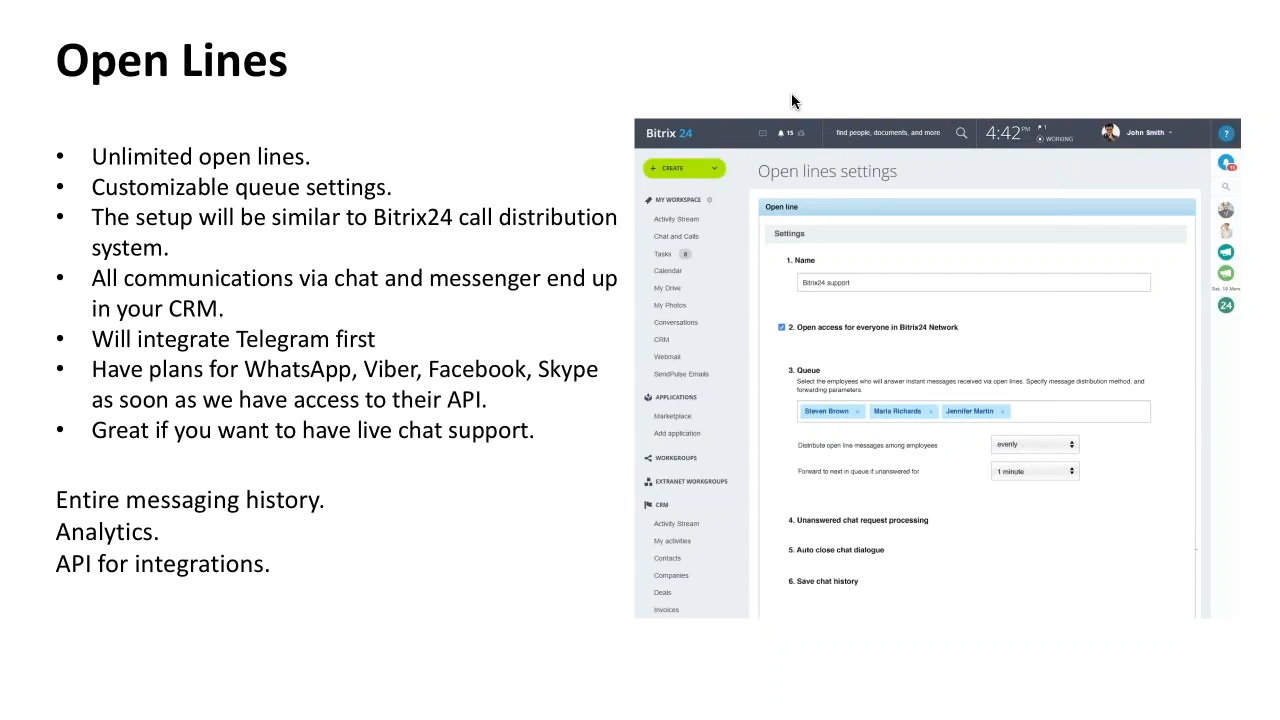 Open Lines
• Unlimited open lines.
• Customizable queue settings.
• The setup will be similar to Bitrix24 call distribution
system.
• All communications via chat and messenger end up
in your CRM.
• Will integrate Telegram first
• Have plans for WhatsApp, Viber, Facebook, Skype
as soon as we have access to their API.
• Great if you want to have live chat support.
Entire messaging history.
Analytics.
API for integrations.
Bitrix 24
15
find people, documents, and more
4:42 PM
1
WORKING
John Smith
?
+ CREATE
MY WORKSPACE
Activity Stream
Chat and Calls
Tasks 8
Calendar
My Drive
My Photos
Conversations
CRM
Webmail
SendPulse Emails
APPLICATIONS
Marketplace
Add application
WORKGROUPS
EXTRANET WORKGROUPS
CRM
Activity Stream
My activities
Contacts
Companies
Deals
Invoices
Open lines settings
Open line
Settings
1. Name
Bitrix24 support
2. Open access for everyone in Bitrix24 Network
3. Queue
Select the employees who will answer instant messages received via open lines. Specify message distribution method, and
forwarding parameters.
Steven Brown × Maria Richards × Jennifer Martin ×
Distribute open line messages among employees evenly
Forward to next in queue if unanswered for 1 minute
4. Unanswered chat request processing
5. Auto close chat dialogue
6. Save chat history
24